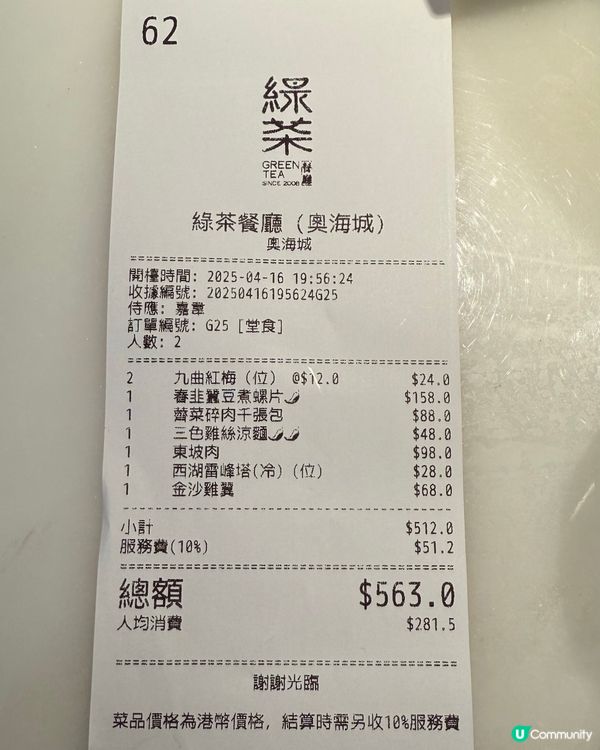 62
綠茶
GREEN TEA 餐廳
SINCE 2008
綠茶餐廳 (奧海城)
奧海城
開檯時間: 2025-04-16 19:56:24
收據編號: 20250416195624G25
侍應: 嘉韋
訂單編號: G25 [堂食]
人數: 2
2 九曲紅梅 (位) @$12.0 $24.0
1 春韭蠶豆煮螺片🌶 $158.0
1 薺菜碎肉千張包 $88.0
1 三色雞絲涼麵🌶🌶 $48.0
1 東坡肉 $98.0
1 西湖雷峰塔(冷) (位) $28.0
1 金沙雞翼 $68.0
小計 $512.0
服務費(10%) $51.2
總額 $563.0
人均消費 $281.5
謝謝光臨
菜品價格為港幣價格, 結算時需另收10%服務費
U Community